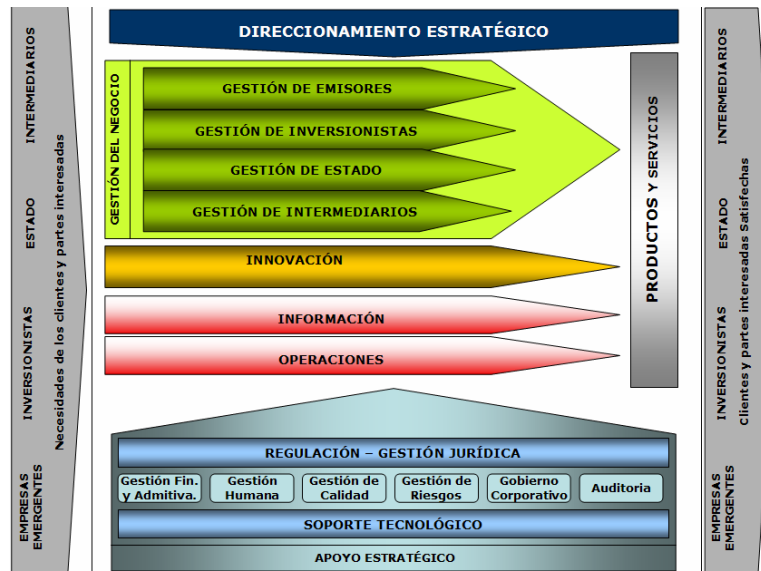 DIRECCIONAMIENTO ESTRATÉGICO
INTERMEDIARIOS
ESTADO
INVERSIONISTAS
EMPRESAS
EMERGENTES
Necesidades de los clientes y partes interesadas
GESTIÓN DEL NEGOCIO
GESTIÓN DE EMISORES
GESTIÓN DE INVERSIONISTAS
GESTIÓN DE ESTADO
GESTIÓN DE INTERMEDIARIOS
INNOVACIÓN
INFORMACIÓN
OPERACIONES
PRODUCTOS Y SERVICIOS
INTERMEDIARIOS
ESTADO
INVERSIONISTAS
EMPRESAS
EMERGENTES
Clientes y partes interesadas Satisfechas
REGULACIÓN – GESTIÓN JURÍDICA
Gestión Fin.
y Admitiva.
Gestión
Humana
Gestión de
Calidad
Gestión de
Riesgos
Gobierno
Corporativo
Auditoria
SOPORTE TECNOLÓGICO
APOYO ESTRATÉGICO